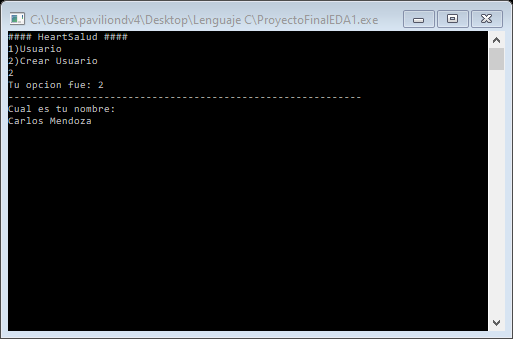 C:\Users\paviliondv4\Desktop\Lenguaje C\ProyectoFinalEDA1.exe
#### HeartSalud ####
1)Usuario
2)Crear Usuario
2
Tu opcion fue: 2
-----------------------------------------------------------
Cual es tu nombre:
Carlos Mendoza